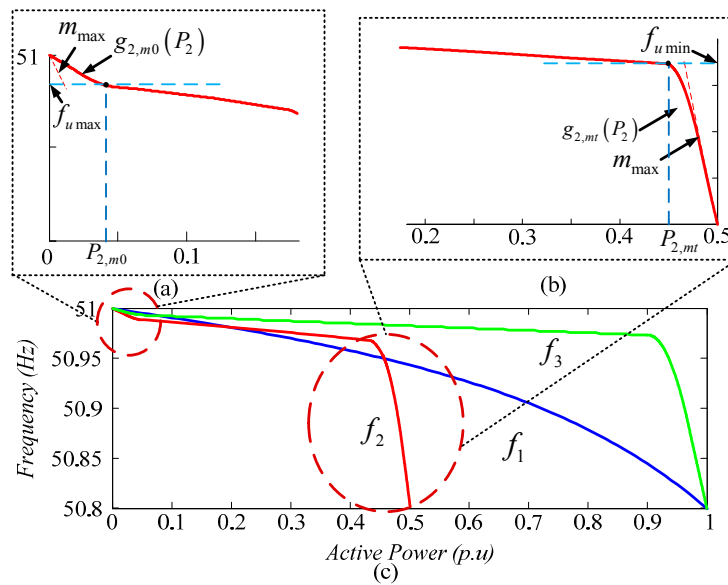 51
m_max
g_{2,m0}(P_2)
f_{u max}
0
P_{2,m0}
0.1
(a)
f_{u min}
g_{2,mt}(P_2)
m_max
0.2
0.3
0.4
P_{2,mt}
0.5
(b)
51
50.95
50.9
50.85
50.8
Frequency (Hz)
f_3
f_2
f_1
0
0.1
0.2
0.3
0.4
0.5
0.6
0.7
0.8
0.9
1
Active Power (p.u)
(c)